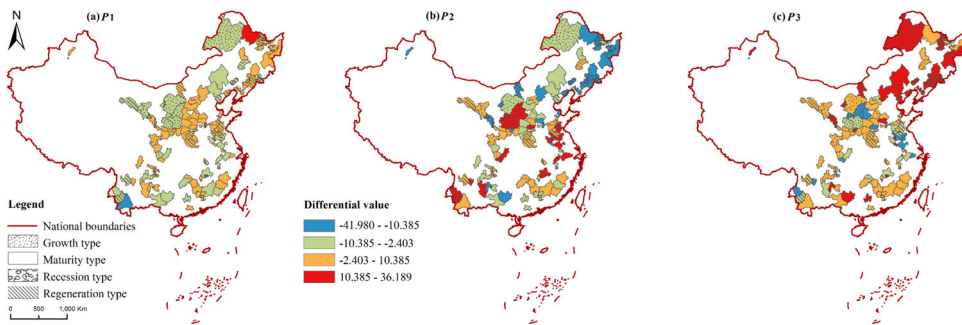 (a) P1
(b) P2
(c) P3
N
Legend
National boundaries
Growth type
Maturity type
Recession type
Regeneration type
0 500 1,000 Km
Differential value
-41.980 - -10.385
-10.385 - -2.403
-2.403 - 10.385
10.385 - 36.189